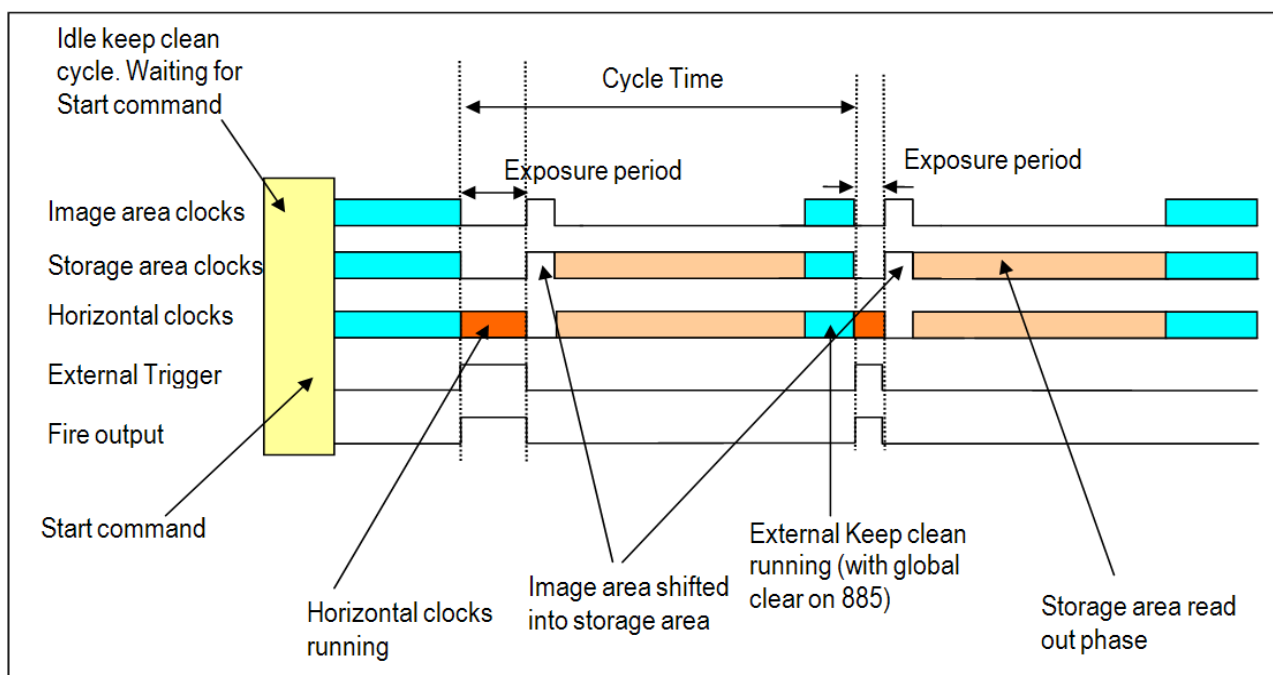 Idle keep clean
cycle. Waiting for
Start command
Cycle Time
Exposure period
Exposure period
Image area clocks
Storage area clocks
Horizontal clocks
External Trigger
Fire output
Start command
Horizontal clocks
running
Image area shifted
into storage area
External Keep clean
running (with global
clear on 885)
Storage area read
out phase